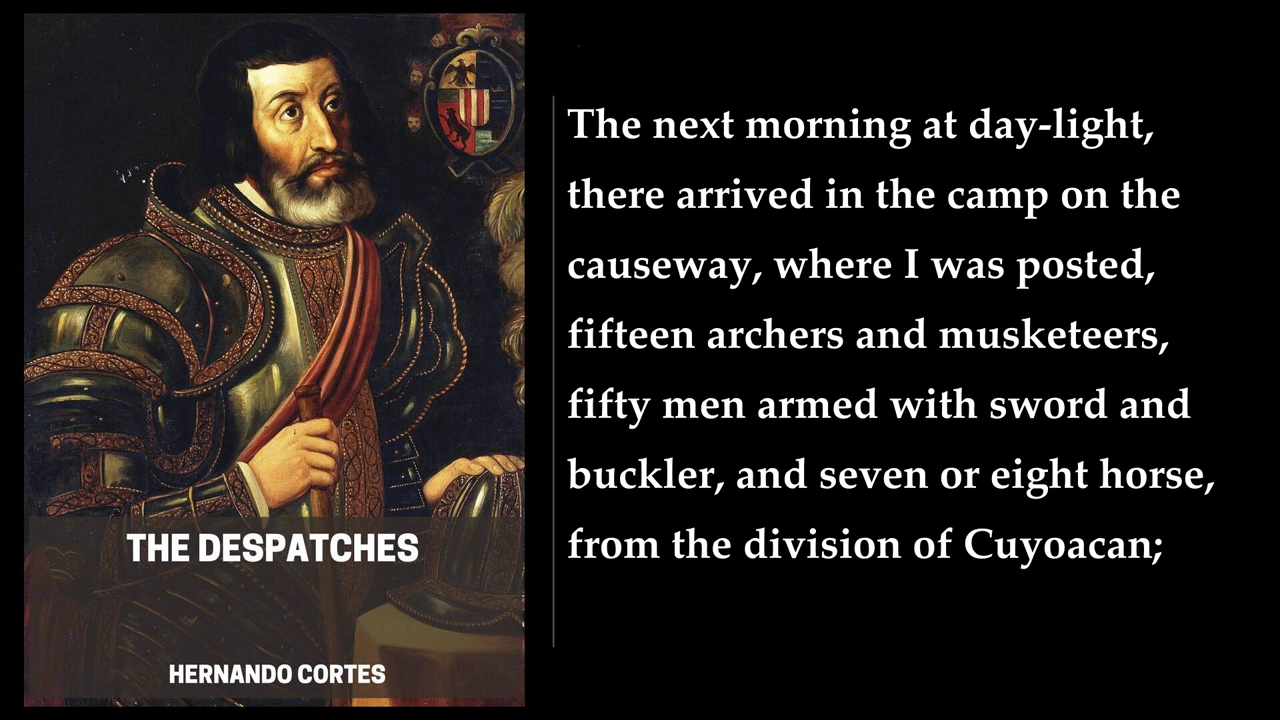 THE DESPATCHES
HERNANDO CORTES
The next morning at day-light,
there arrived in the camp on the
causeway, where I was posted,
fifteen archers and musketeers,
fifty men armed with sword and
buckler, and seven or eight horse,
from the division of Cuyoacan;